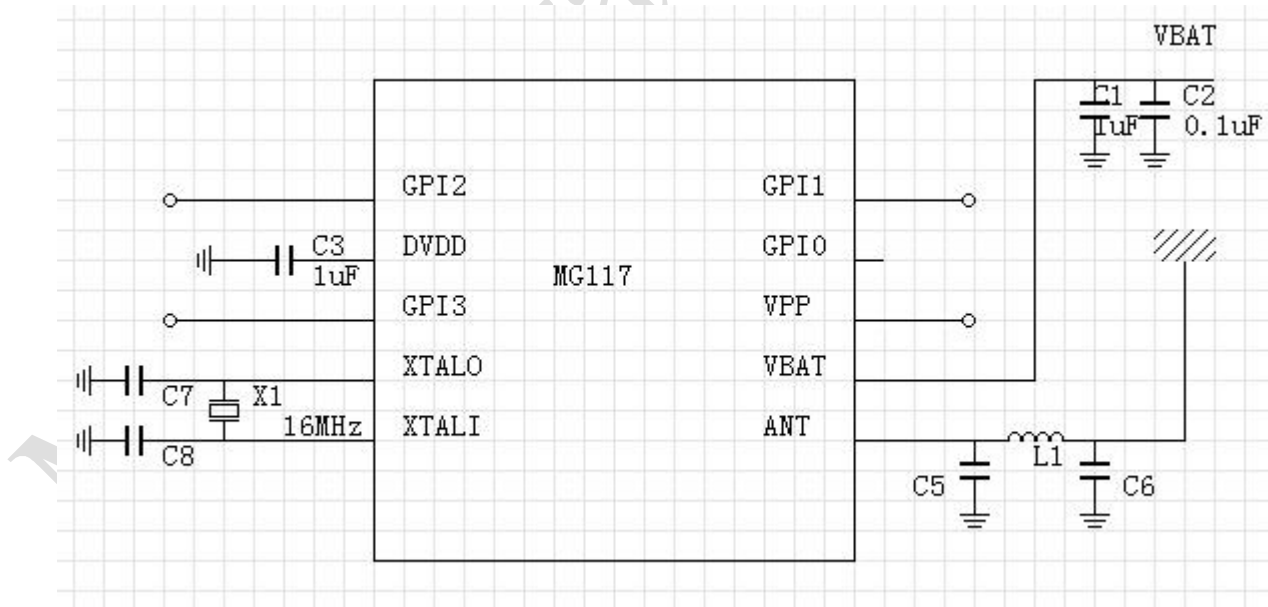 VBAT
C1
C2
1uF
0.1uF
GPI2
GPI1
C3
DVDD
GPI0
1uF
MG117
GPI3
VPP
XTALO
VBAT
C7
X1
16MHz
XTALI
ANT
C8
L1
C5
C6